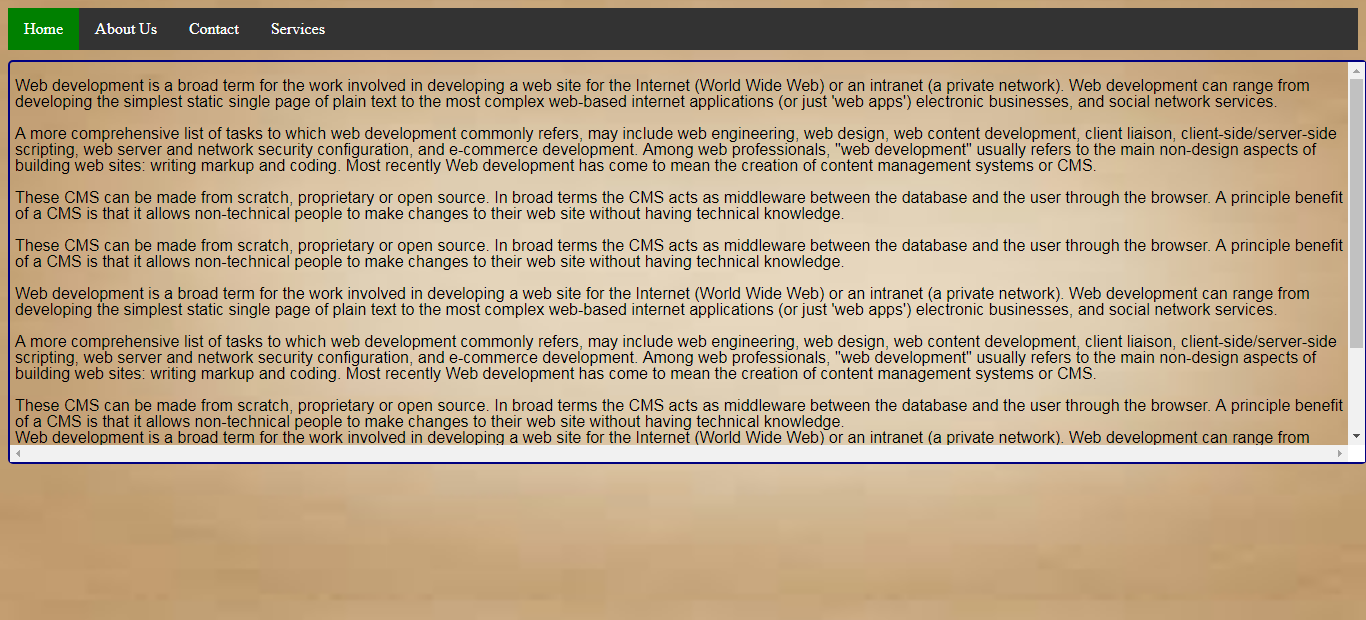 Home About Us Contact Services
Web development is a broad term for the work involved in developing a web site for the Internet (World Wide Web) or an intranet (a private network). Web development can range from
developing the simplest static single page of plain text to the most complex web-based internet applications (or just 'web apps') electronic businesses, and social network services.
A more comprehensive list of tasks to which web development commonly refers, may include web engineering, web design, web content development, client liaison, client-side/server-side
scripting, web server and network security configuration, and e-commerce development. Among web professionals, "web development" usually refers to the main non-design aspects of
building web sites: writing markup and coding. Most recently Web development has come to mean the creation of content management systems or CMS.
These CMS can be made from scratch, proprietary or open source. In broad terms the CMS acts as middleware between the database and the user through the browser. A principle benefit
of a CMS is that it allows non-technical people to make changes to their web site without having technical knowledge.
These CMS can be made from scratch, proprietary or open source. In broad terms the CMS acts as middleware between the database and the user through the browser. A principle benefit
of a CMS is that it allows non-technical people to make changes to their web site without having technical knowledge.
Web development is a broad term for the work involved in developing a web site for the Internet (World Wide Web) or an intranet (a private network). Web development can range from
developing the simplest static single page of plain text to the most complex web-based internet applications (or just 'web apps') electronic businesses, and social network services.
A more comprehensive list of tasks to which web development commonly refers, may include web engineering, web design, web content development, client liaison, client-side/server-side
scripting, web server and network security configuration, and e-commerce development. Among web professionals, "web development" usually refers to the main non-design aspects of
building web sites: writing markup and coding. Most recently Web development has come to mean the creation of content management systems or CMS.
These CMS can be made from scratch, proprietary or open source. In broad terms the CMS acts as middleware between the database and the user through the browser. A principle benefit
of a CMS is that it allows non-technical people to make changes to their web site without having technical knowledge.
Web development is a broad term for the work involved in developing a web site for the Internet (World Wide Web) or an intranet (a private network). Web development can range from